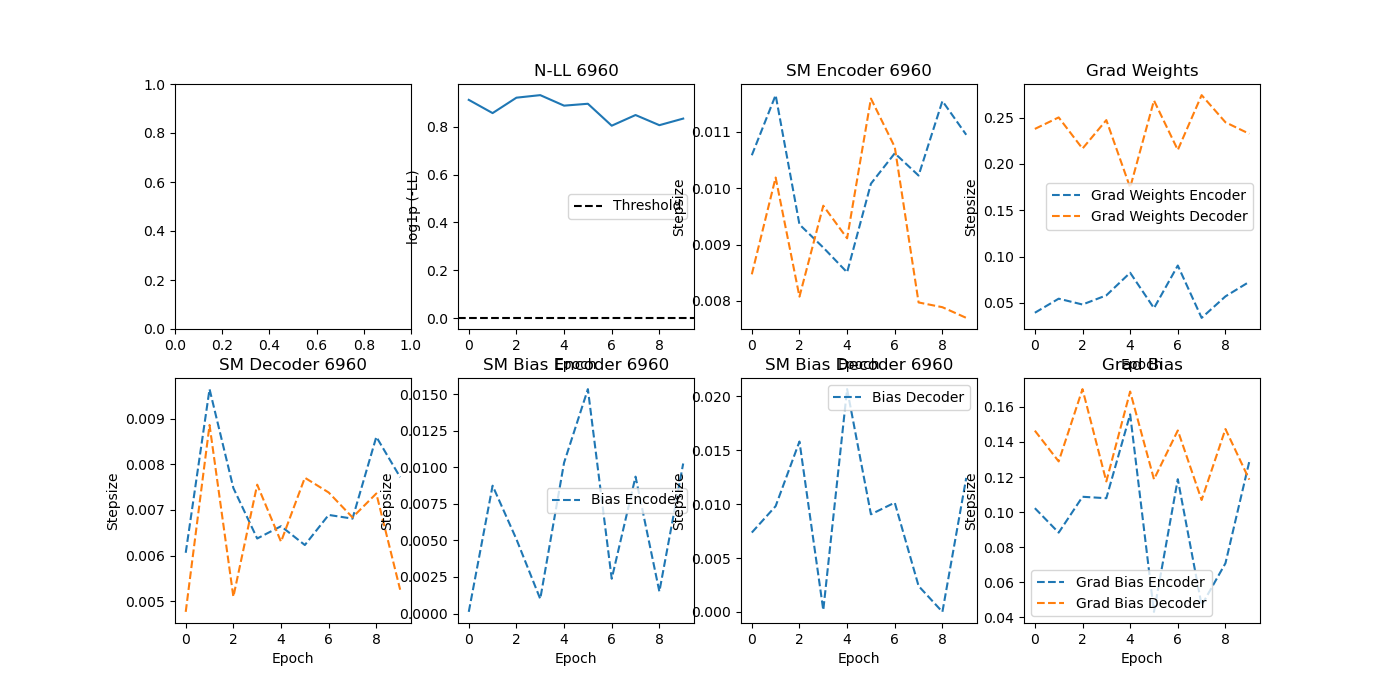 N-LL 6960
SM Encoder 6960
Grad Weights
1.0
0.8
0.6
0.4
0.2
0.0
0.0 0.2 0.4 0.6 0.8 1.0
log1p (-LL)
0.8
0.6
0.4
0.2
0.0
Threshold
0 2 4 6 8
Epoch
Stepsize
0.011
0.010
0.009
0.008
0 2 4 6 8
Epoch
Stepsize
0.25
0.20
0.15
0.10
0.05
Grad Weights Encoder
Grad Weights Decoder
0 2 4 6 8
Epoch
SM Decoder 6960
SM Bias Encoder 6960
SM Bias Decoder 6960
Grad Bias
Stepsize
0.009
0.008
0.007
0.006
0.005
0 2 4 6 8
Epoch
Stepsize
0.0150
0.0125
0.0100
0.0075
0.0050
0.0025
0.0000
Bias Encoder
0 2 4 6 8
Epoch
Stepsize
0.020
0.015
0.010
0.005
0.000
Bias Decoder
0 2 4 6 8
Epoch
Stepsize
0.16
0.14
0.12
0.10
0.08
0.06
0.04
Grad Bias Encoder
Grad Bias Decoder
0 2 4 6 8
Epoch